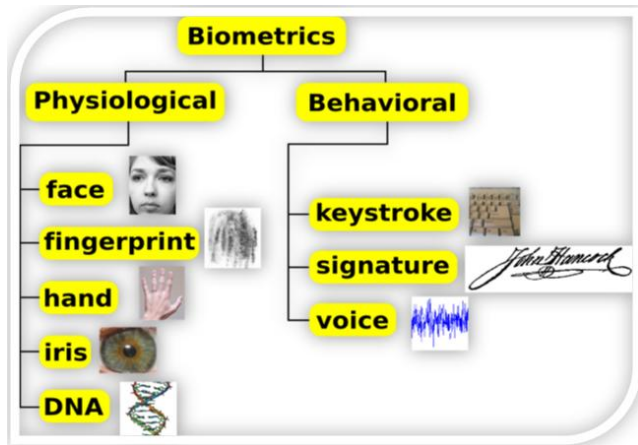 Biometrics
Physiological
Behavioral
face
fingerprint
hand
iris
DNA
keystroke
signature
John Hancock
voice